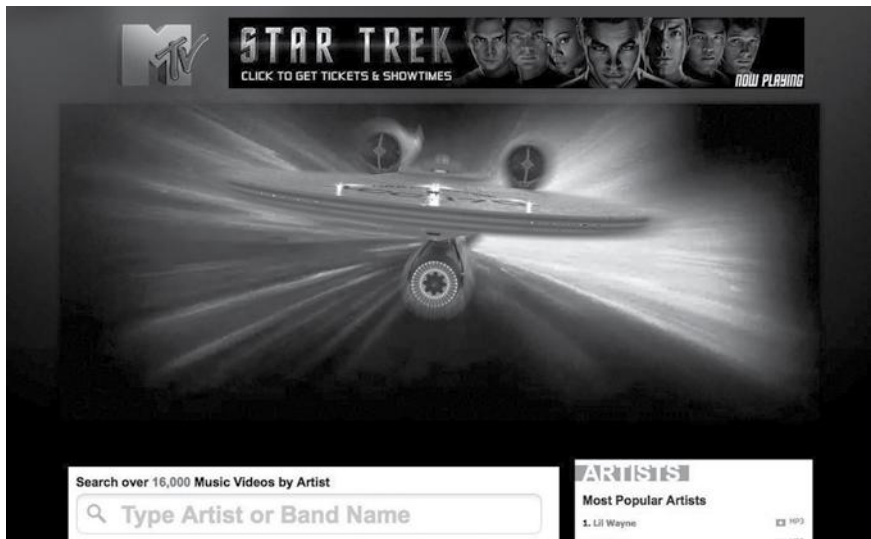 MTV
STAR TREK
CLICK TO GET TICKETS & SHOWTIMES
NOW PLAYING
Search over 16,000 Music Videos by Artist
Type Artist or Band Name
ARTISTS
Most Popular Artists
1. Lil Wayne
MP3